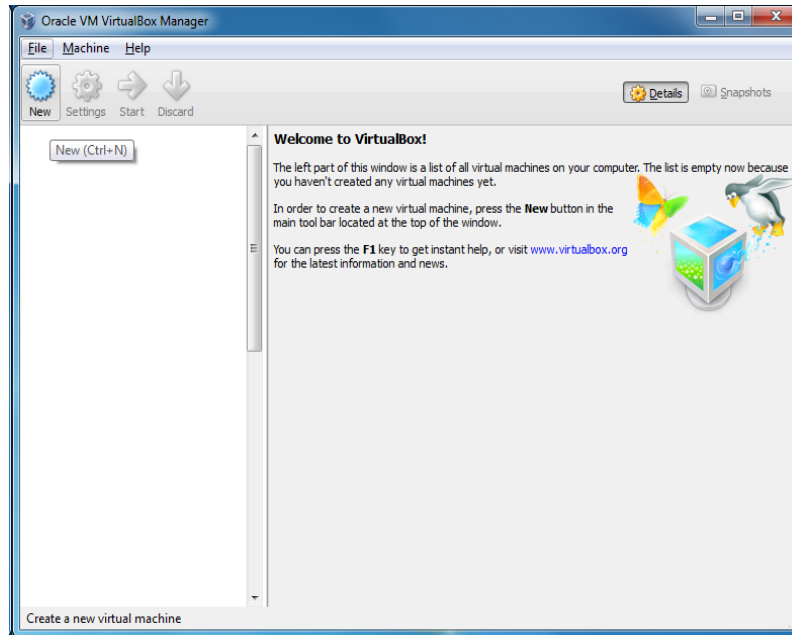 Oracle VM VirtualBox Manager
File Machine Help
New Settings Start Discard
Details Snapshots
New (Ctrl+N)
Welcome to VirtualBox!
The left part of this window is a list of all virtual machines on your computer. The list is empty now because
you haven't created any virtual machines yet.
In order to create a new virtual machine, press the New button in the
main tool bar located at the top of the window.
You can press the F1 key to get instant help, or visit www.virtualbox.org
for the latest information and news.
Create a new virtual machine